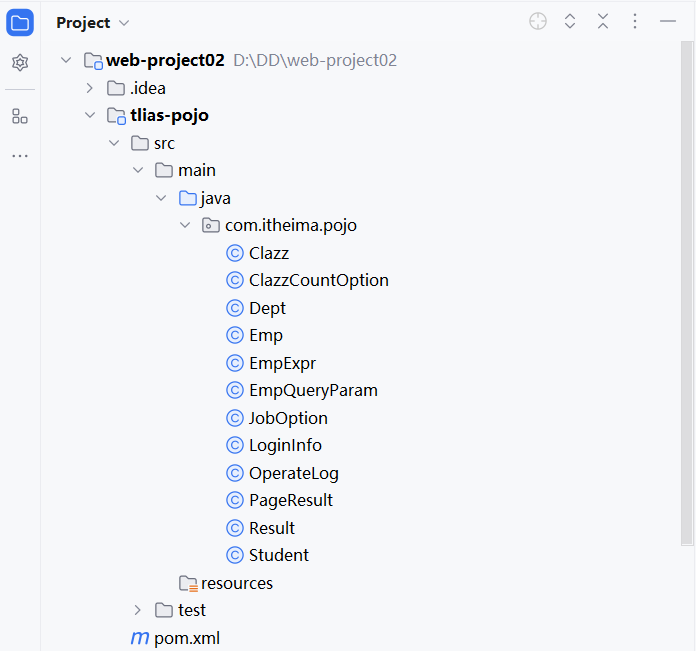 Project
web-project02 D:\DD\web-project02
.idea
tlias-pojo
src
main
java
com.itheima.pojo
Clazz
ClazzCountOption
Dept
Emp
EmpExpr
EmpQueryParam
JobOption
LoginInfo
OperateLog
PageResult
Result
Student
resources
test
pom.xml